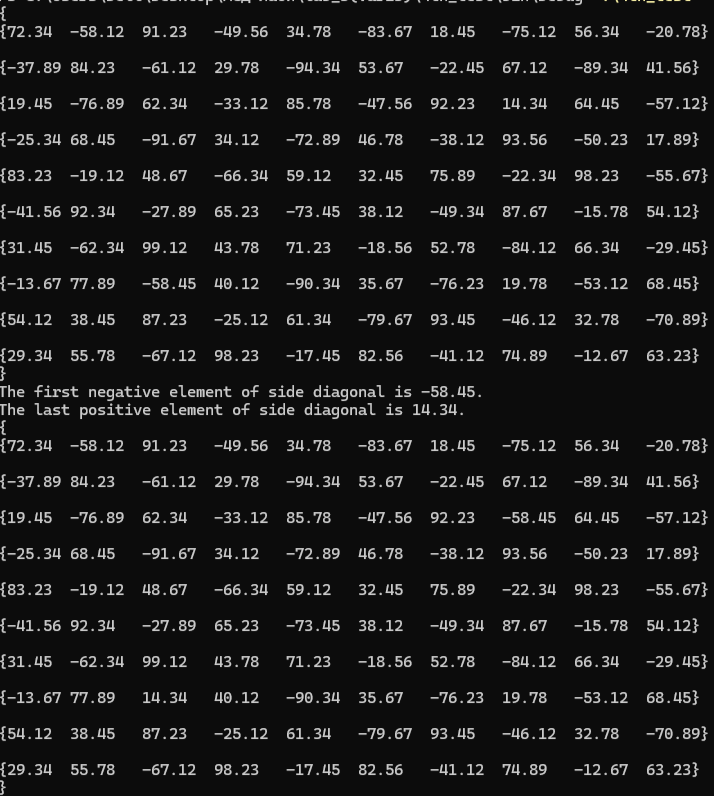 {
{72.34 -58.12 91.23 -49.56 34.78 -83.67 18.45 -75.12 56.34 -20.78}
{-37.89 84.23 -61.12 29.78 -94.34 53.67 -22.45 67.12 -89.34 41.56}
{19.45 -76.89 62.34 -33.12 85.78 -47.56 92.23 14.34 64.45 -57.12}
{-25.34 68.45 -91.67 34.12 -72.89 46.78 -38.12 93.56 -50.23 17.89}
{83.23 -19.12 48.67 -66.34 59.12 32.45 75.89 -22.34 98.23 -55.67}
{-41.56 92.34 -27.89 65.23 -73.45 38.12 -49.34 87.67 -15.78 54.12}
{31.45 -62.34 99.12 43.78 71.23 -18.56 52.78 -84.12 66.34 -29.45}
{-13.67 77.89 -58.45 40.12 -90.34 35.67 -76.23 19.78 -53.12 68.45}
{54.12 38.45 87.23 -25.12 61.34 -79.67 93.45 -46.12 32.78 -70.89}
{29.34 55.78 -67.12 98.23 -17.45 82.56 -41.12 74.89 -12.67 63.23}
}
The first negative element of side diagonal is -58.45.
The last positive element of side diagonal is 14.34.
{
{72.34 -58.12 91.23 -49.56 34.78 -83.67 18.45 -75.12 56.34 -20.78}
{-37.89 84.23 -61.12 29.78 -94.34 53.67 -22.45 67.12 -89.34 41.56}
{19.45 -76.89 62.34 -33.12 85.78 -47.56 92.23 -58.45 64.45 -57.12}
{-25.34 68.45 -91.67 34.12 -72.89 46.78 -38.12 93.56 -50.23 17.89}
{83.23 -19.12 48.67 -66.34 59.12 32.45 75.89 -22.34 98.23 -55.67}
{-41.56 92.34 -27.89 65.23 -73.45 38.12 -49.34 87.67 -15.78 54.12}
{31.45 -62.34 99.12 43.78 71.23 -18.56 52.78 -84.12 66.34 -29.45}
{-13.67 77.89 14.34 40.12 -90.34 35.67 -76.23 19.78 -53.12 68.45}
{54.12 38.45 87.23 -25.12 61.34 -79.67 93.45 -46.12 32.78 -70.89}
{29.34 55.78 -67.12 98.23 -17.45 82.56 -41.12 74.89 -12.67 63.23}
}